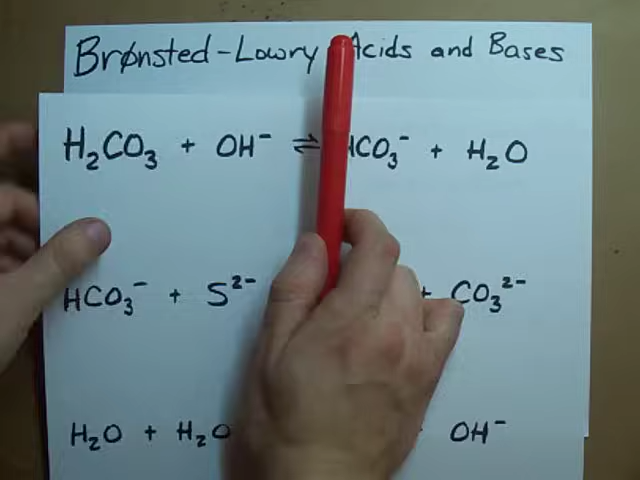 Brønsted-Lowry Acids and Bases
H₂CO₃ + OH⁻ ⇌ HCO₃⁻ + H₂O
HCO₃⁻ + S²⁻ + CO₃²⁻
H₂O + H₂O OH⁻